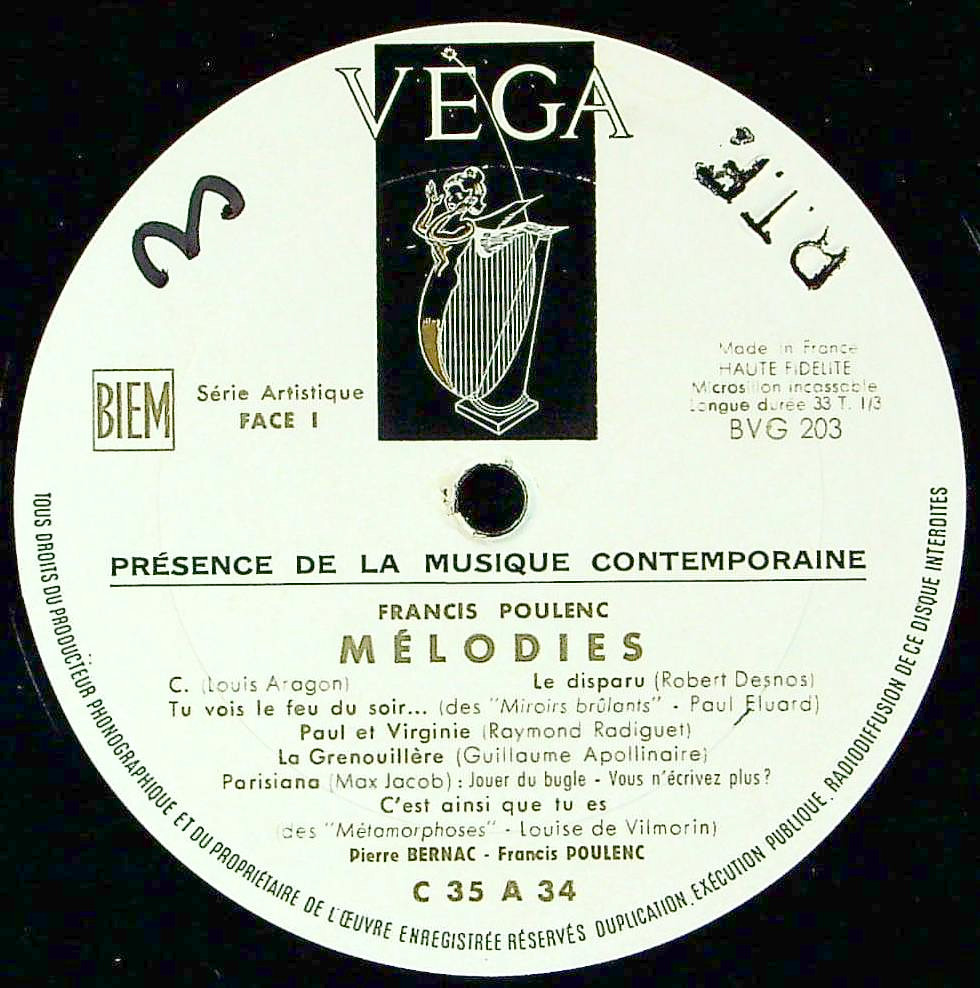 VÈGA
3
R.T.F.
BIEM
Série Artistique
FACE I
Made in France
HAUTE FIDÉLITÉ
Microsillon incassable
Longue durée 33 T. 1/3
BVG 203
PRÉSENCE DE LA MUSIQUE CONTEMPORAINE
FRANCIS POULENC
MÉLODIES
C. (Louis Aragon) Le disparu (Robert Desnos)
Tu vois le feu du soir... (des "Miroirs brûlants" - Paul Eluard)
Paul et Virginie (Raymond Radiguet)
La Grenouillère (Guillaume Apollinaire)
Parisiana (Max Jacob) : Jouer du bugle - Vous n'écrivez plus?
C'est ainsi que tu es
(des "Métamorphoses" - Louise de Vilmorin)
Pierre BERNAC - Francis POULENC
C 35 A 34
TOUS DROITS DU PRODUCTEUR PHONOGRAPHIQUE ET DU PROPRIÉTAIRE DE L'ŒUVRE ENREGISTRÉE RÉSERVÉS DUPLICATION. EXÉCUTION PUBLIQUE. RADIODIFFUSION DE CE DISQUE INTERDITES